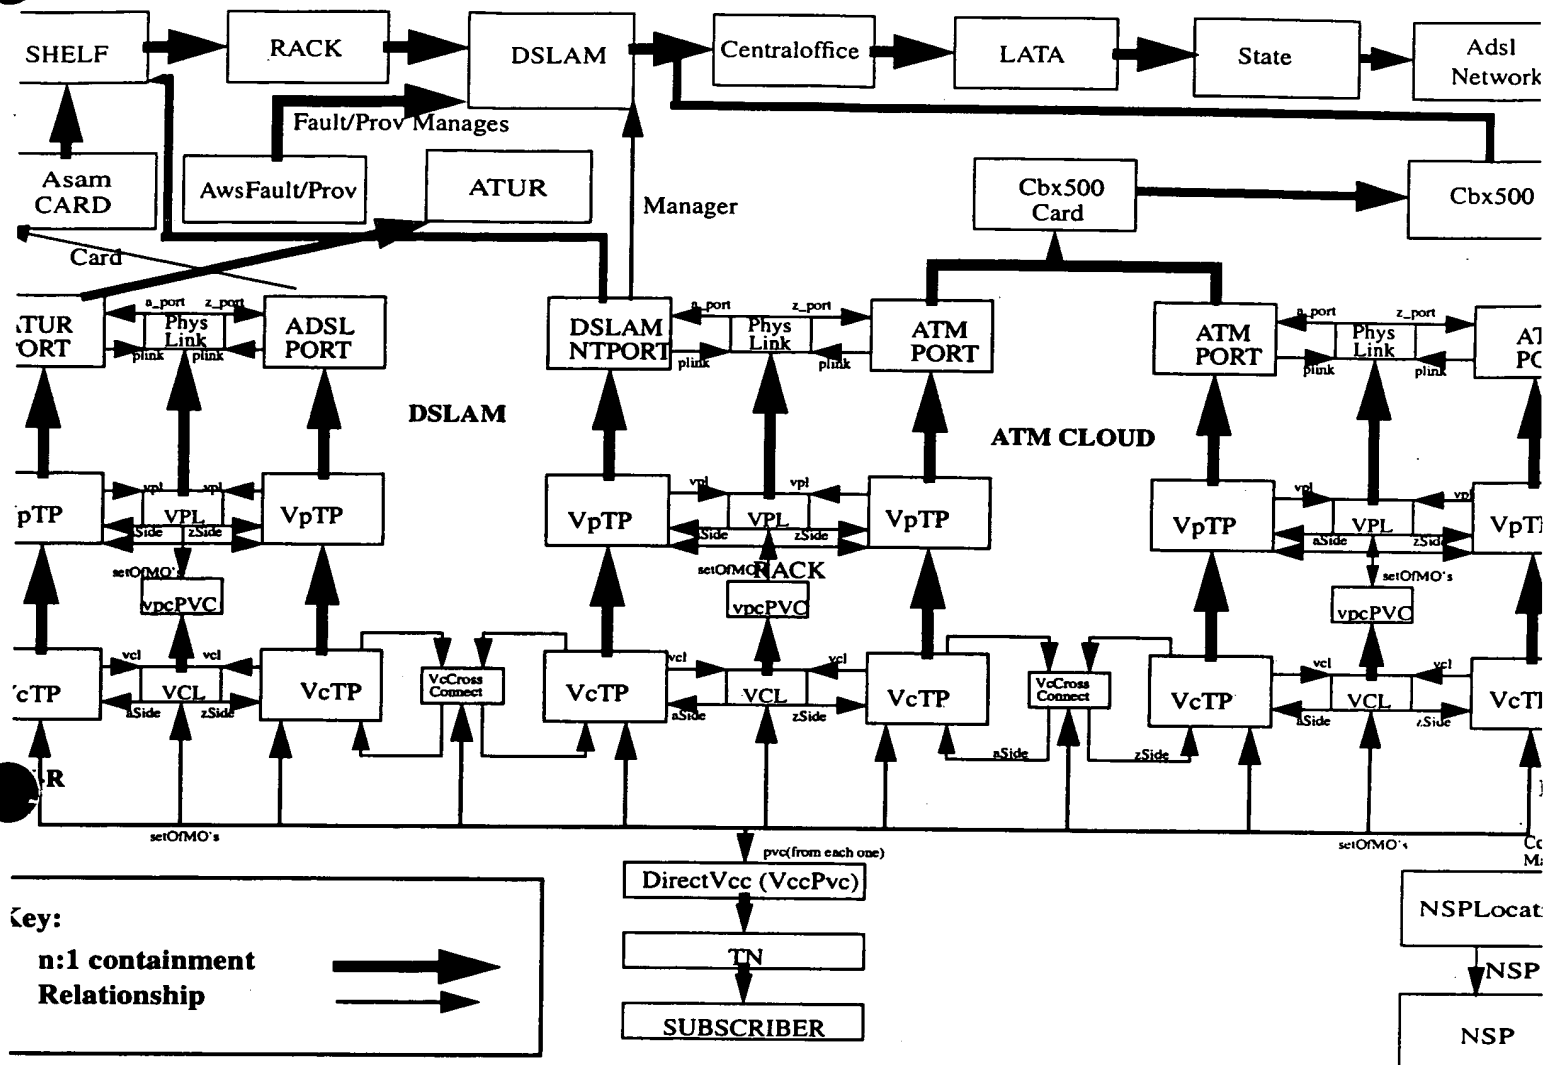 SHELF
RACK
DSLAM
Centraloffice
LATA
State
Adsl
Network
Fault/Prov Manages
Asam
CARD
AwsFault/Prov
ATUR
Manager
Cbx500
Card
Cbx500
Card
PORT
a_port
z_port
Phys
Link
plink
plink
ADSL
PORT
DSLAM
NTPORT
a_port
z_port
Phys
Link
plink
plink
ATM
PORT
ATM
PORT
a_port
z_port
Phys
Link
plink
plink
DSLAM
ATM CLOUD
vpl
vpl
VPL
aSide
zSide
VpTP
VpTP
vpl
vpl
VPL
aSide
zSide
VpTP
VpTP
vpl
VPL
aSide
zSide
setOfMO's
vpcPVC
setOfMO
RACK
vpcPVC
setOfMO's
vpcPVC
vcl
vcl
VCL
aSide
zSide
VcTP
VcCross
Connect
VcTP
vcl
vcl
VCL
aSide
zSide
VcTP
VcCross
Connect
aSide
zSide
VcTP
vcl
vcl
VCL
aSide
zSide
R
setOfMO's
setOfMO's
pvc(from each one)
DirectVcc (VccPvc)
TN
SUBSCRIBER
Key:
n:1 containment
Relationship
NSP
NSP